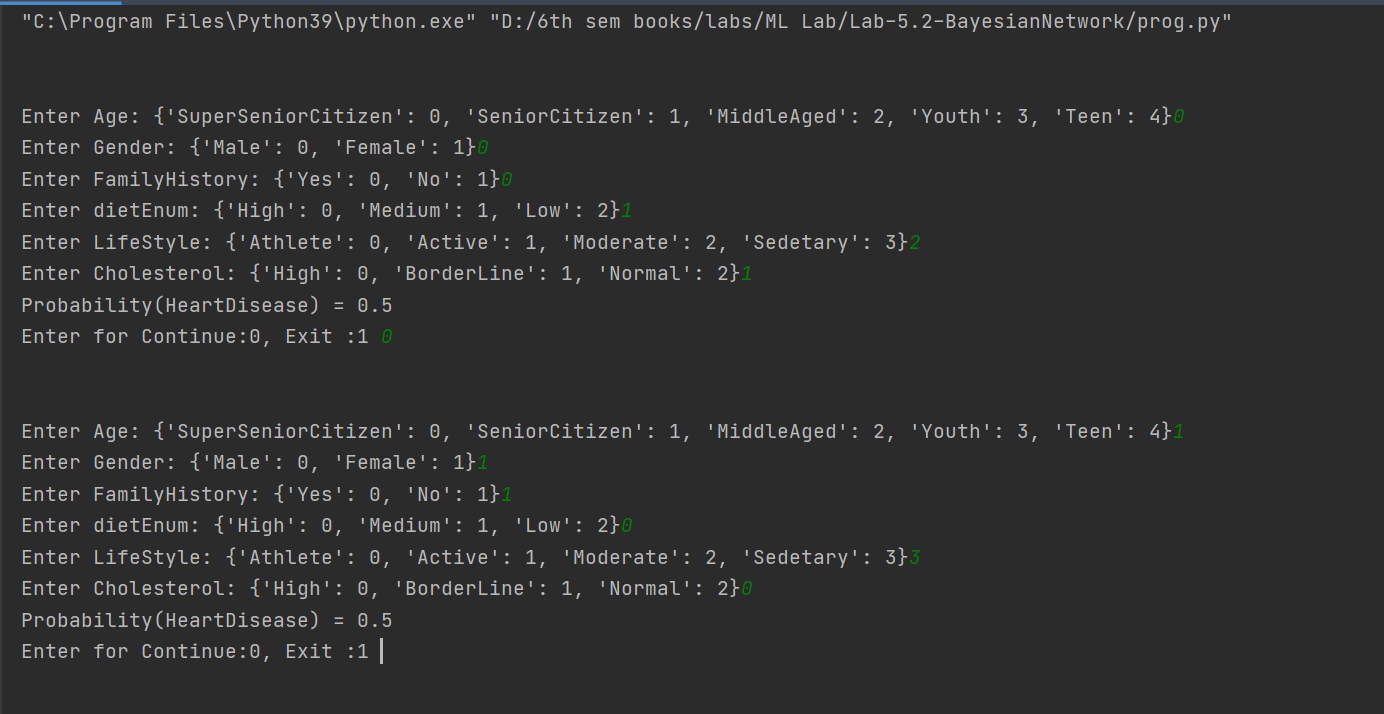 "C:\Program Files\Python39\python.exe" "D:/6th sem books/labs/ML Lab/Lab-5.2-BayesianNetwork/prog.py"
Enter Age: {'SuperSeniorCitizen': 0, 'SeniorCitizen': 1, 'MiddleAged': 2, 'Youth': 3, 'Teen': 4}0
Enter Gender: {'Male': 0, 'Female': 1}0
Enter FamilyHistory: {'Yes': 0, 'No': 1}0
Enter dietEnum: {'High': 0, 'Medium': 1, 'Low': 2}1
Enter LifeStyle: {'Athlete': 0, 'Active': 1, 'Moderate': 2, 'Sedetary': 3}2
Enter Cholesterol: {'High': 0, 'BorderLine': 1, 'Normal': 2}1
Probability(HeartDisease) = 0.5
Enter for Continue:0, Exit :1 0
Enter Age: {'SuperSeniorCitizen': 0, 'SeniorCitizen': 1, 'MiddleAged': 2, 'Youth': 3, 'Teen': 4}1
Enter Gender: {'Male': 0, 'Female': 1}1
Enter FamilyHistory: {'Yes': 0, 'No': 1}1
Enter dietEnum: {'High': 0, 'Medium': 1, 'Low': 2}0
Enter LifeStyle: {'Athlete': 0, 'Active': 1, 'Moderate': 2, 'Sedetary': 3}3
Enter Cholesterol: {'High': 0, 'BorderLine': 1, 'Normal': 2}0
Probability(HeartDisease) = 0.5
Enter for Continue:0, Exit :1